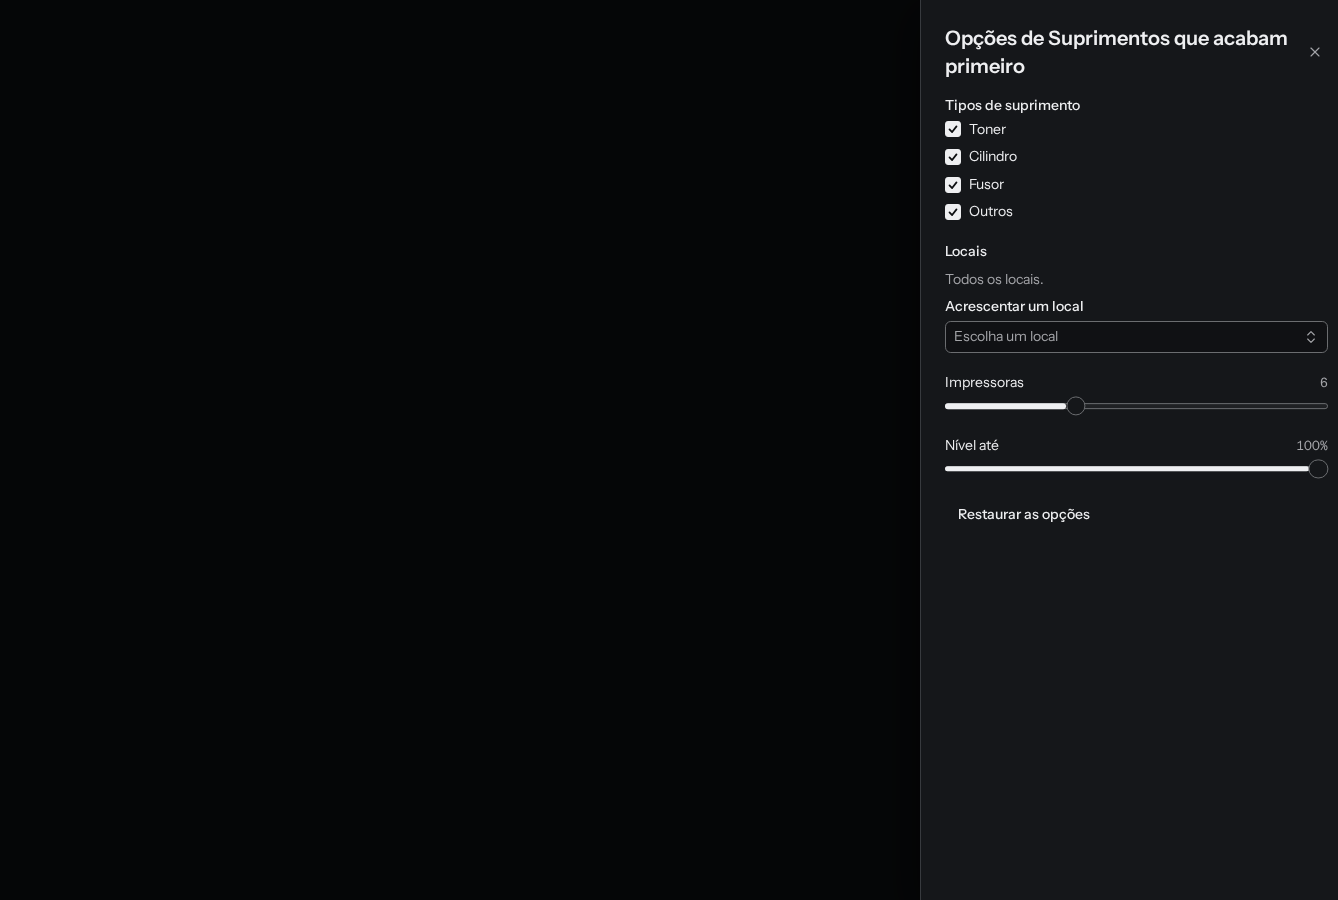 Opções de Suprimentos que acabam
primeiro
Tipos de suprimento
Toner
Cilindro
Fusor
Outros
Locais
Todos os locais.
Acrescentar um local
Escolha um local
Impressoras 6
Nível até 100%
Restaurar as opções